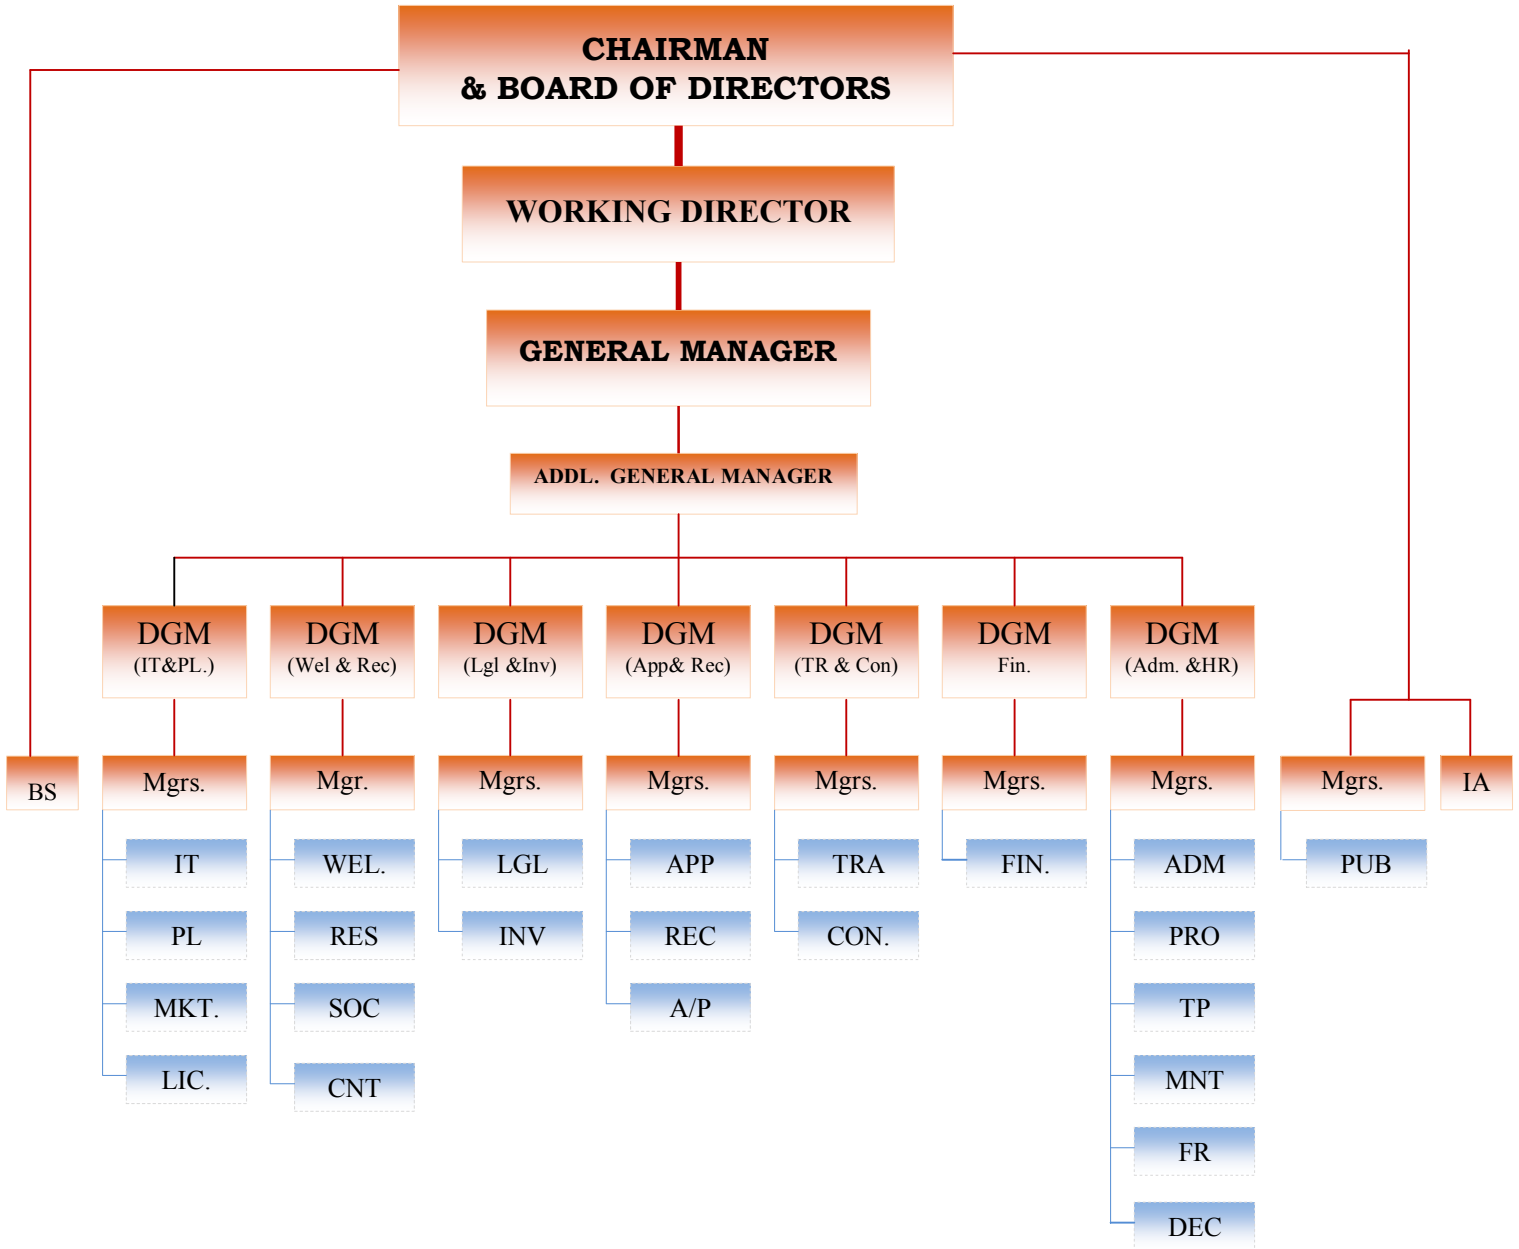 CHAIRMAN
& BOARD OF DIRECTORS
WORKING DIRECTOR
GENERAL MANAGER
ADDL. GENERAL MANAGER
DGM
(IT&PL.)
DGM
(Wel & Rec)
DGM
(Lgl &Inv)
DGM
(App& Rec)
DGM
(TR & Con)
DGM
Fin.
DGM
(Adm. &HR)
BS
Mgrs.
Mgr.
Mgrs.
Mgrs.
Mgrs.
Mgrs.
Mgrs.
Mgrs.
IA
IT
WEL.
LGL
APP
TRA
FIN.
ADM
PUB
PL
RES
INV
REC
CON.
PRO
MKT.
SOC
A/P
TP
LIC.
CNT
MNT
FR
DEC